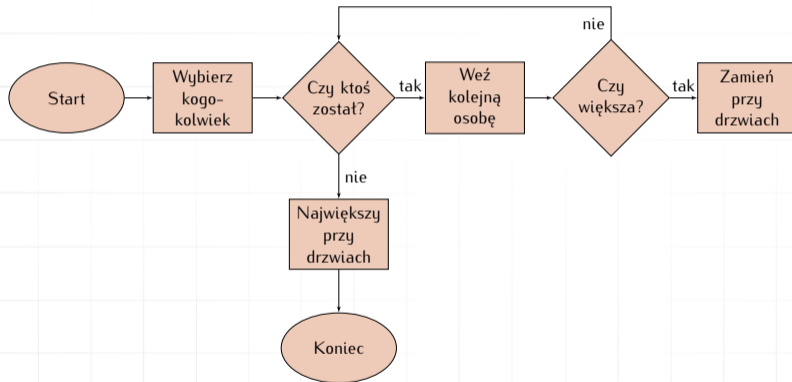 nie
Start
Wybierz
kogo-
kolwiek
Czy ktoś
został?
tak
Weź
kolejną
osobę
Czy
większa?
tak
Zamień
przy
drzwiach
nie
Największy
przy
drzwiach
Koniec